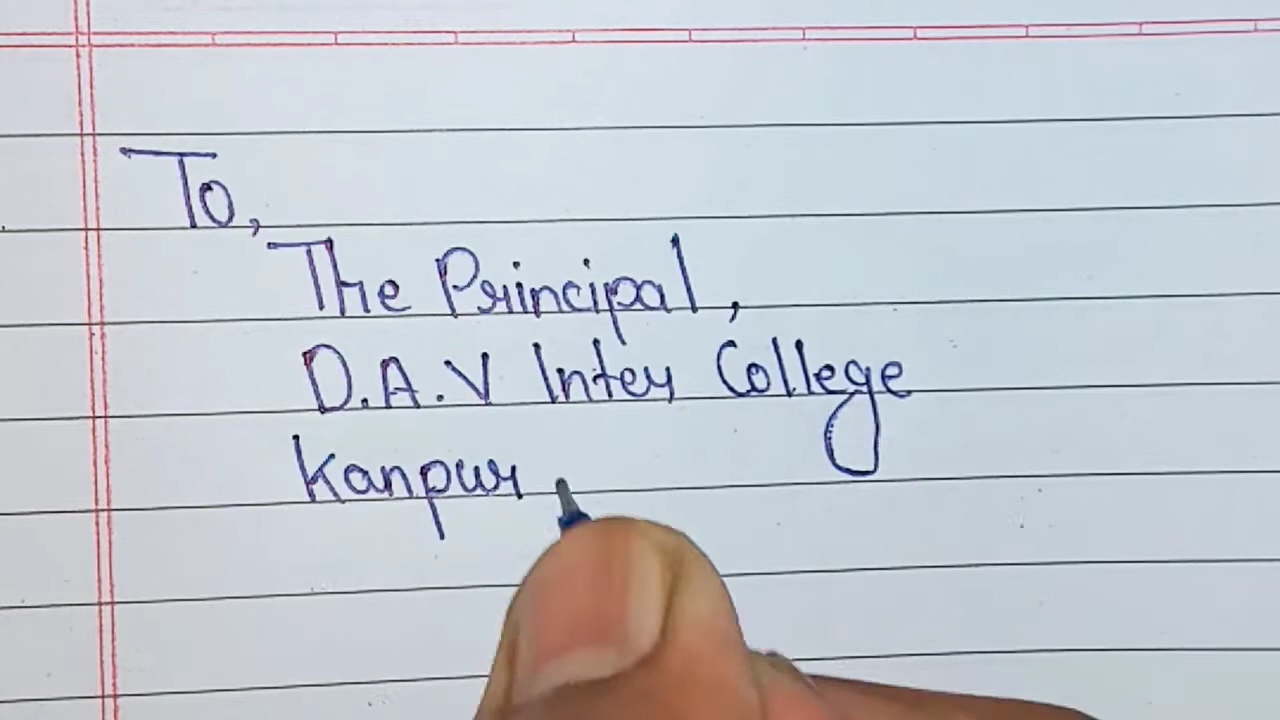 To,
The Principal,
D.A.V Inter College
Kanpur